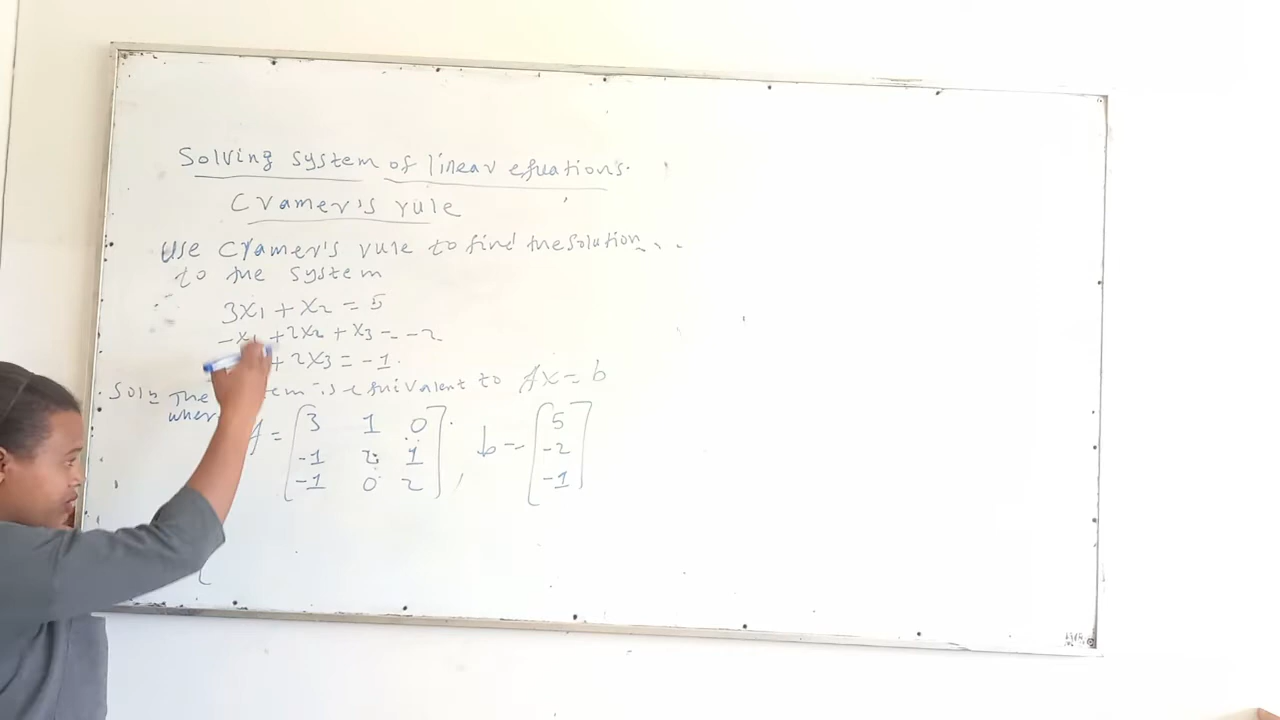 Solving system of linear equations.
Cramer's rule
Use Cramer's rule to find the solution
to the system
3x1 + x2 = 5
-x1 + 2x2 + x3 = -2
+ 2x3 = -1.
Soln The is equivalent to Ax = b
where
A = [3 1 0
-1 2 1
-1 0 2], b = [5
-2
-1]